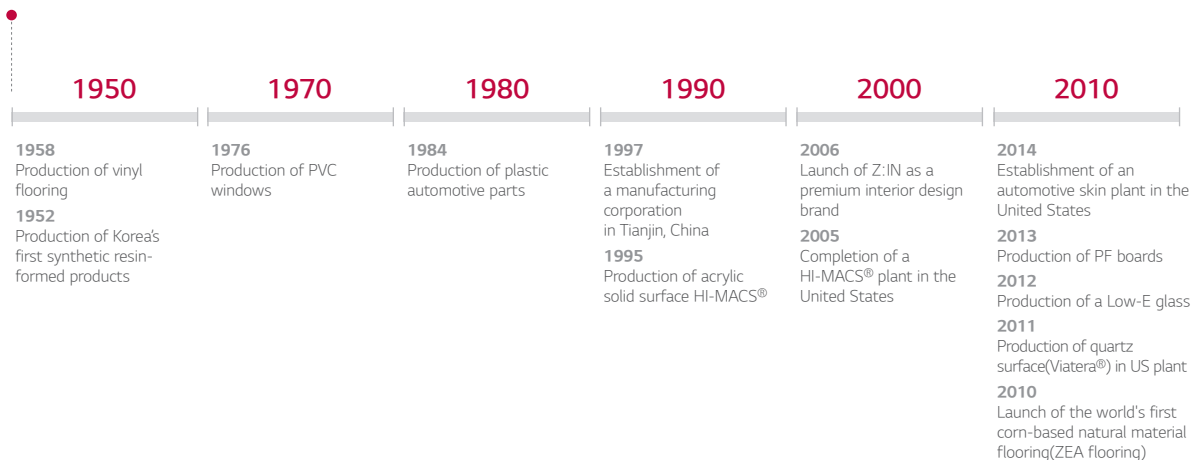 1950
1958
Production of vinyl
flooring
1952
Production of Korea's
first synthetic resin-
formed products
1970
1976
Production of PVC
windows
1980
1984
Production of plastic
automotive parts
1990
1997
Establishment of
a manufacturing
corporation
in Tianjin, China
1995
Production of acrylic
solid surface HI-MACS®
2000
2006
Launch of Z:IN as a
premium interior design
brand
2005
Completion of a
HI-MACS® plant in the
United States
2010
2014
Establishment of an
automotive skin plant in the
United States
2013
Production of PF boards
2012
Production of a Low-E glass
2011
Production of quartz
surface(Viatera®) in US plant
2010
Launch of the world's first
corn-based natural material
flooring(ZEA flooring)